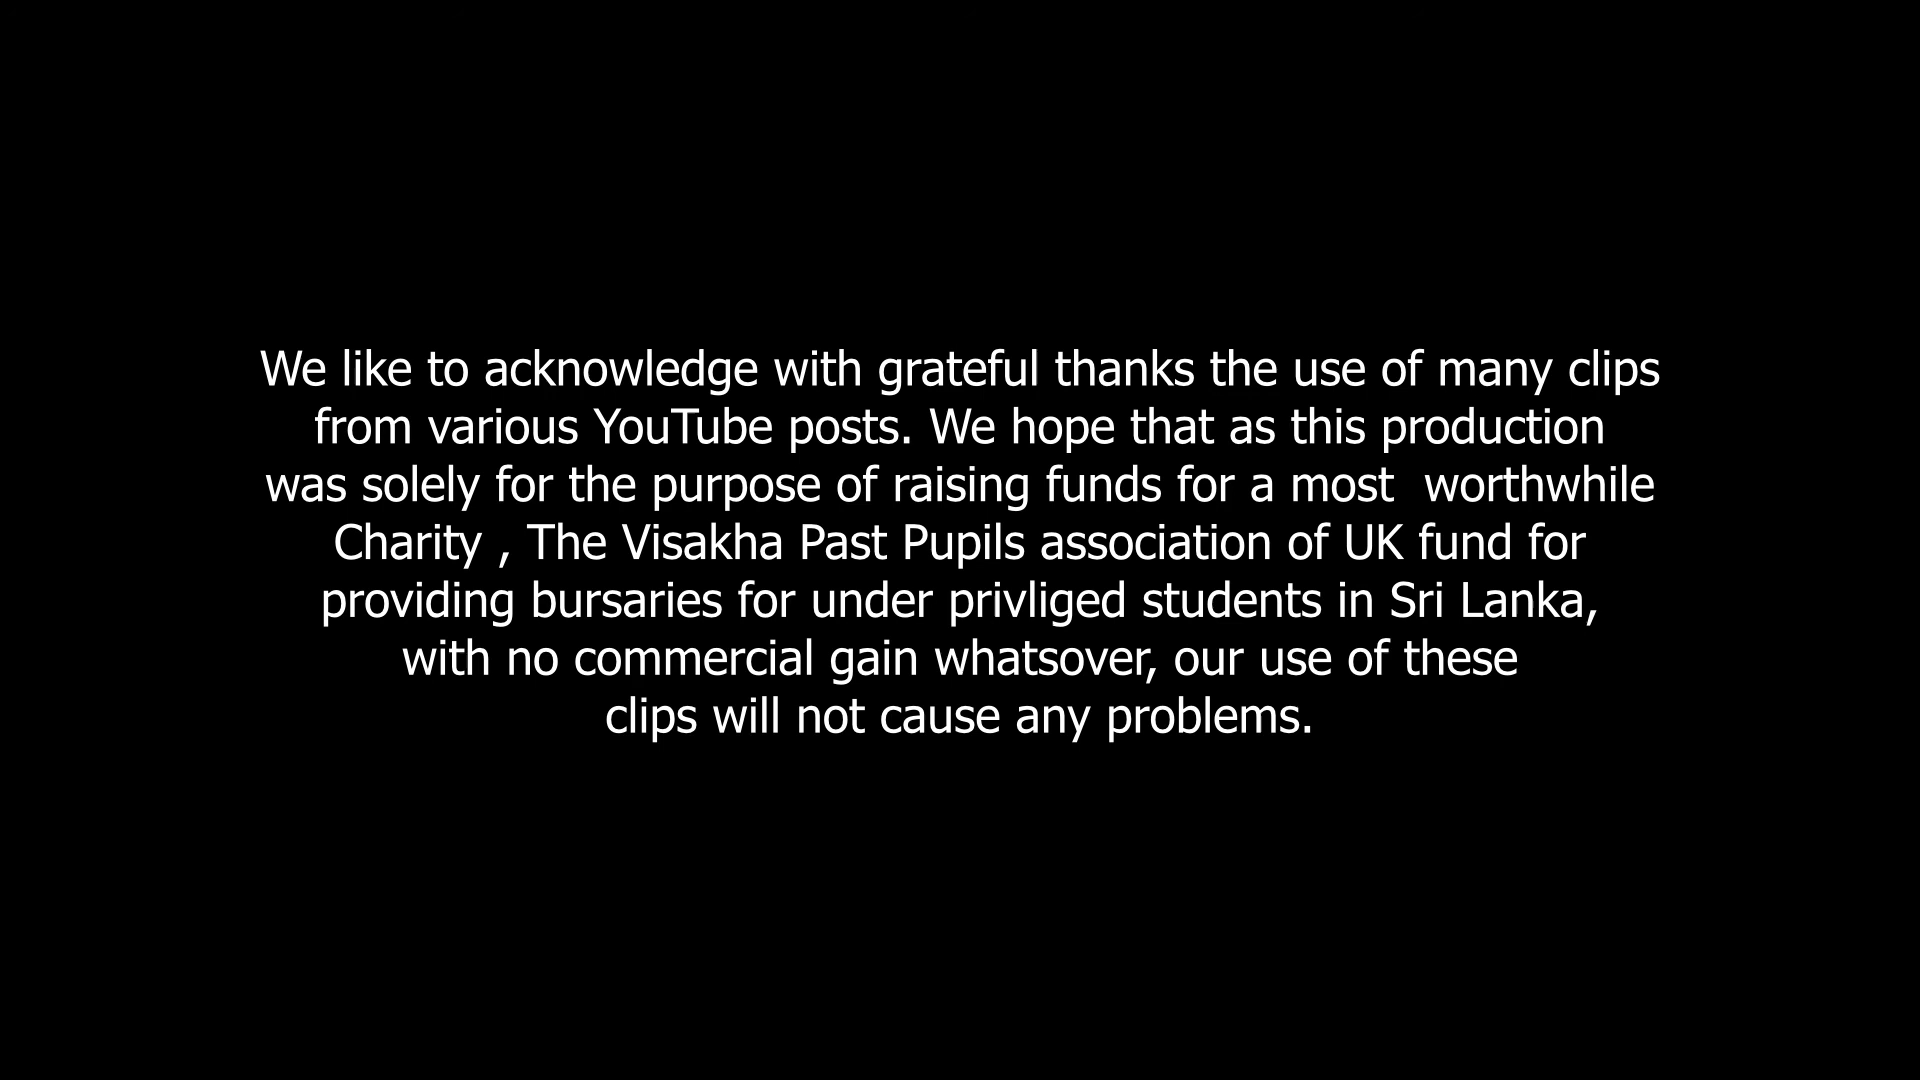 We like to acknowledge with grateful thanks the use of many clips
from various YouTube posts. We hope that as this production
was solely for the purpose of raising funds for a most  worthwhile
Charity , The Visakha Past Pupils association of UK fund for
providing bursaries for under privliged students in Sri Lanka,
with no commercial gain whatsover, our use of these
clips will not cause any problems.